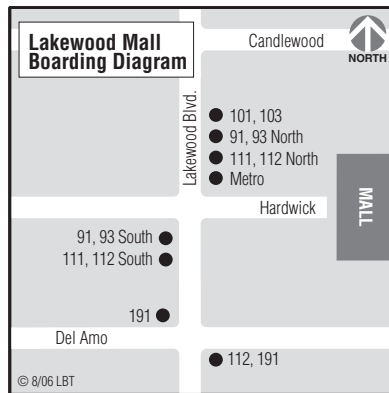 Lakewood Mall
Boarding Diagram
Candlewood
NORTH
Lakewood Blvd.
101, 103
91, 93 North
111, 112 North
Metro
Hardwick
MALL
91, 93 South
111, 112 South
191
Del Amo
112, 191
© 8/06 LBT